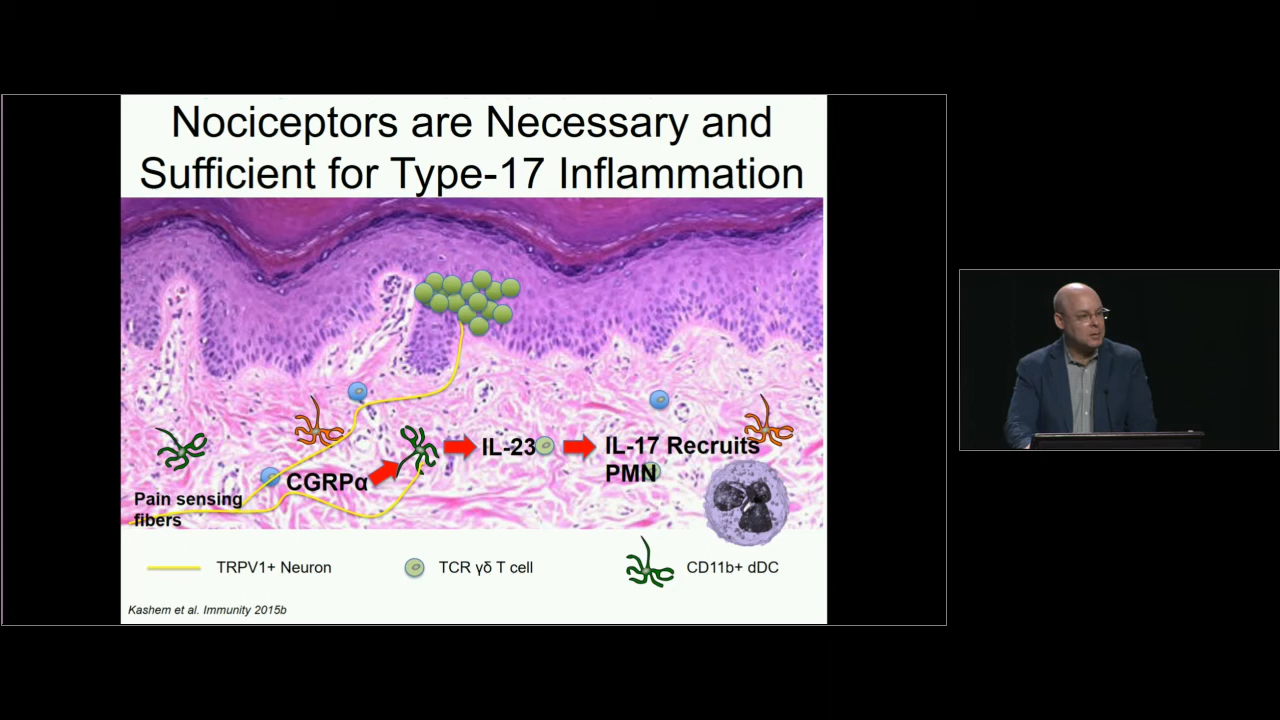 Nociceptors are Necessary and
Sufficient for Type-17 Inflammation
CGRPα
IL-23
IL-17 Recruits
PMN
Pain sensing
fibers
TRPV1+ Neuron
TCR γδ T cell
CD11b+ dDC
Kashem et al. Immunity 2015b